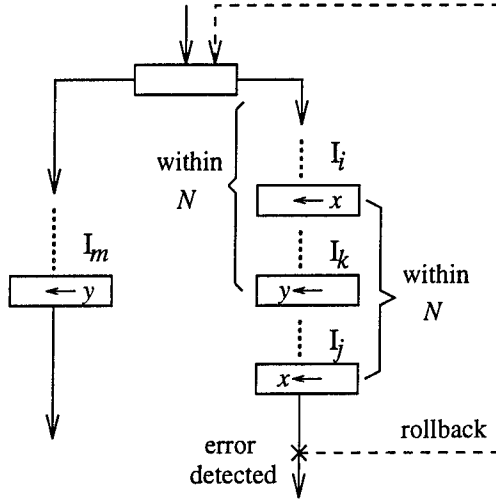 within
N
I_i
← x
I_m
← y
I_k
y ←
within
N
I_j
x ←
error
detected
rollback